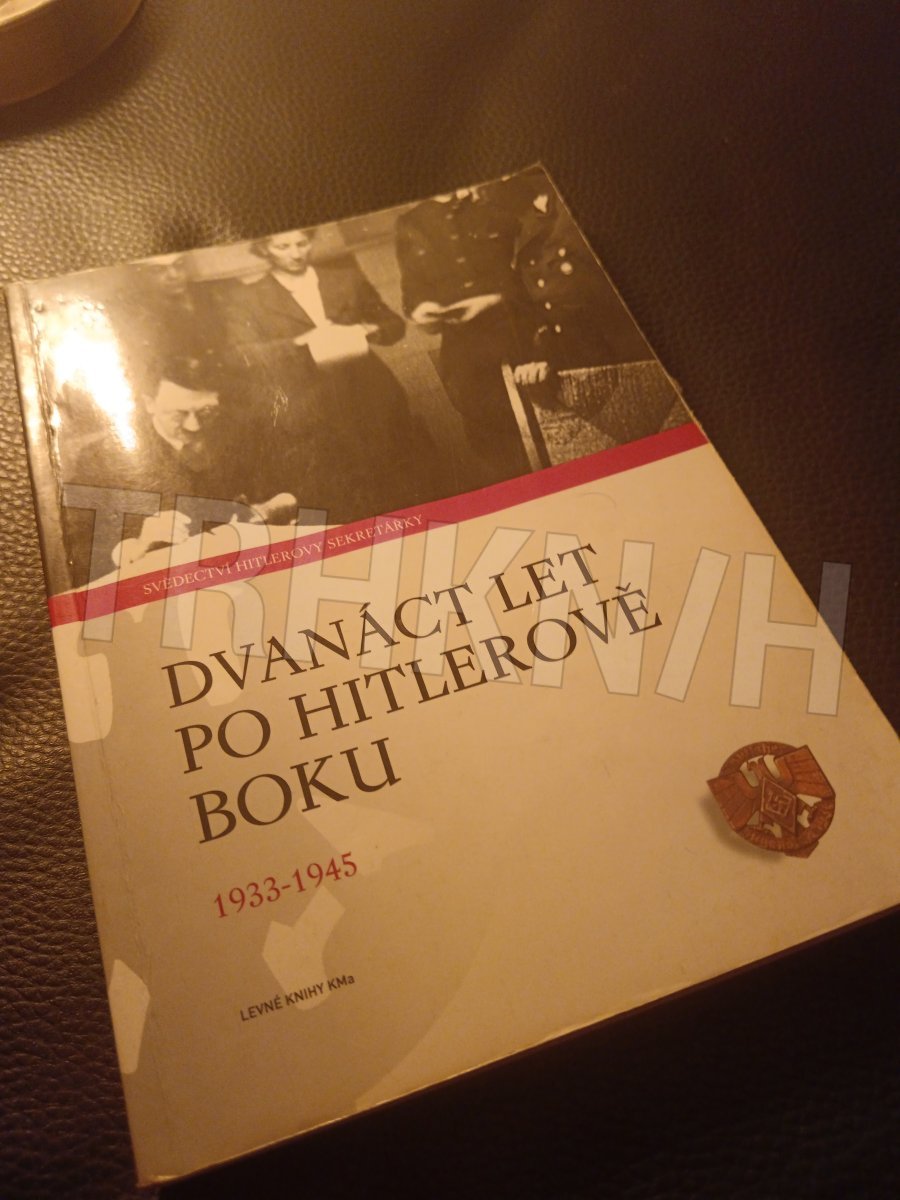 SVĚDECTVÍ HITLEROVY SEKRETÁŘKY
TRHKNIH
DVANÁCT LET
PO HITLEROVĚ
BOKU
1933-1945
LEVNÉ KNIHY KMa